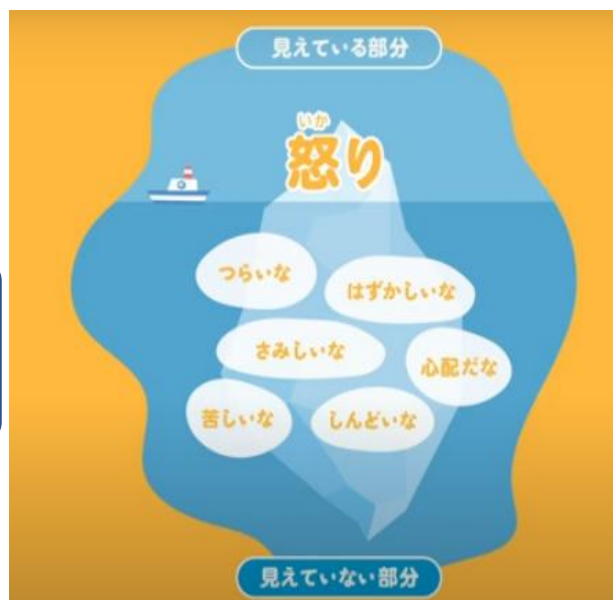 見えている部分
いか
怒り
つらいな
はずかしいな
さみしいな
心配だな
苦しいな
しんどいな
見えていない部分